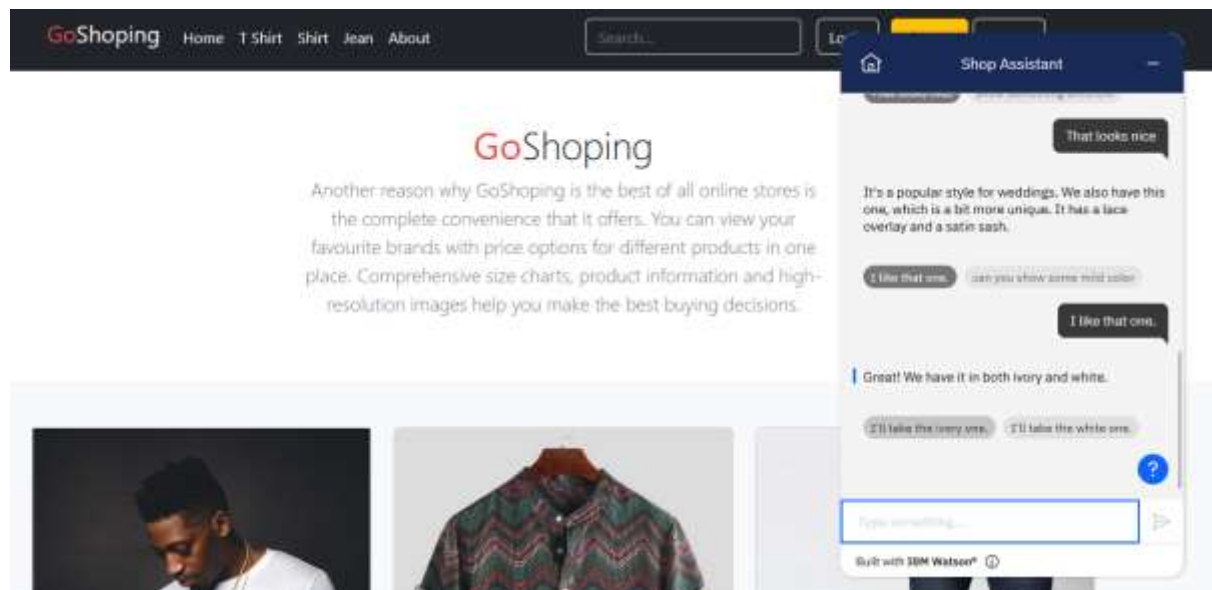 GoShoping Home T Shirt Shirt Jean About
Search...
Shop Assistant
GoShoping
Another reason why GoShoping is the best of all online stores is
the complete convenience that it offers. You can view your
favourite brands with price options for different products in one
place. Comprehensive size charts, product information and high-
resolution images help you make the best buying decisions.
That looks nice
It's a popular style for weddings. We also have this
one, which is a bit more unique. It has a lace
overlay and a satin sash.
I like that one.
can you show some mild color
I like that one.
Great! We have it in both ivory and white.
I'll take the ivory one.
I'll take the white one.
?
Type something...
Built with IBM Watson®